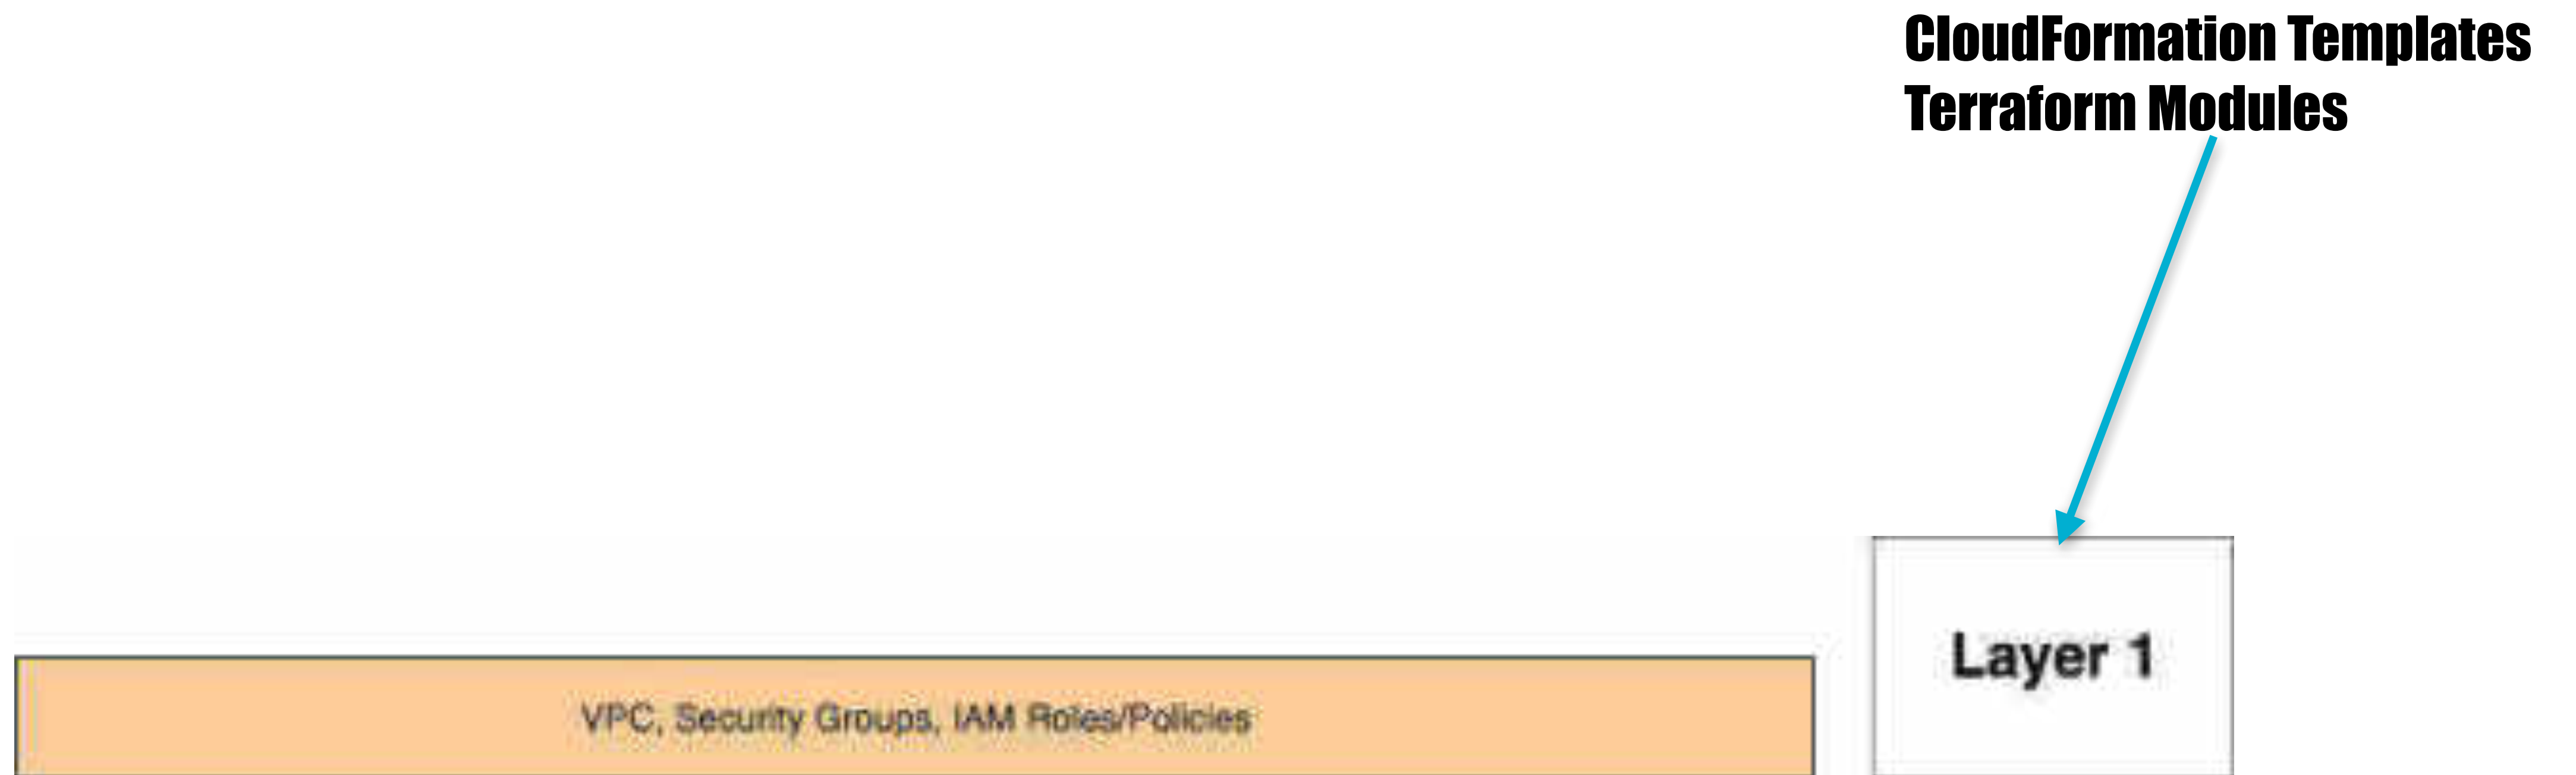 CloudFormation Templates
Terraform Modules
Layer 1
VPC, Security Groups, IAM Roles/Policies